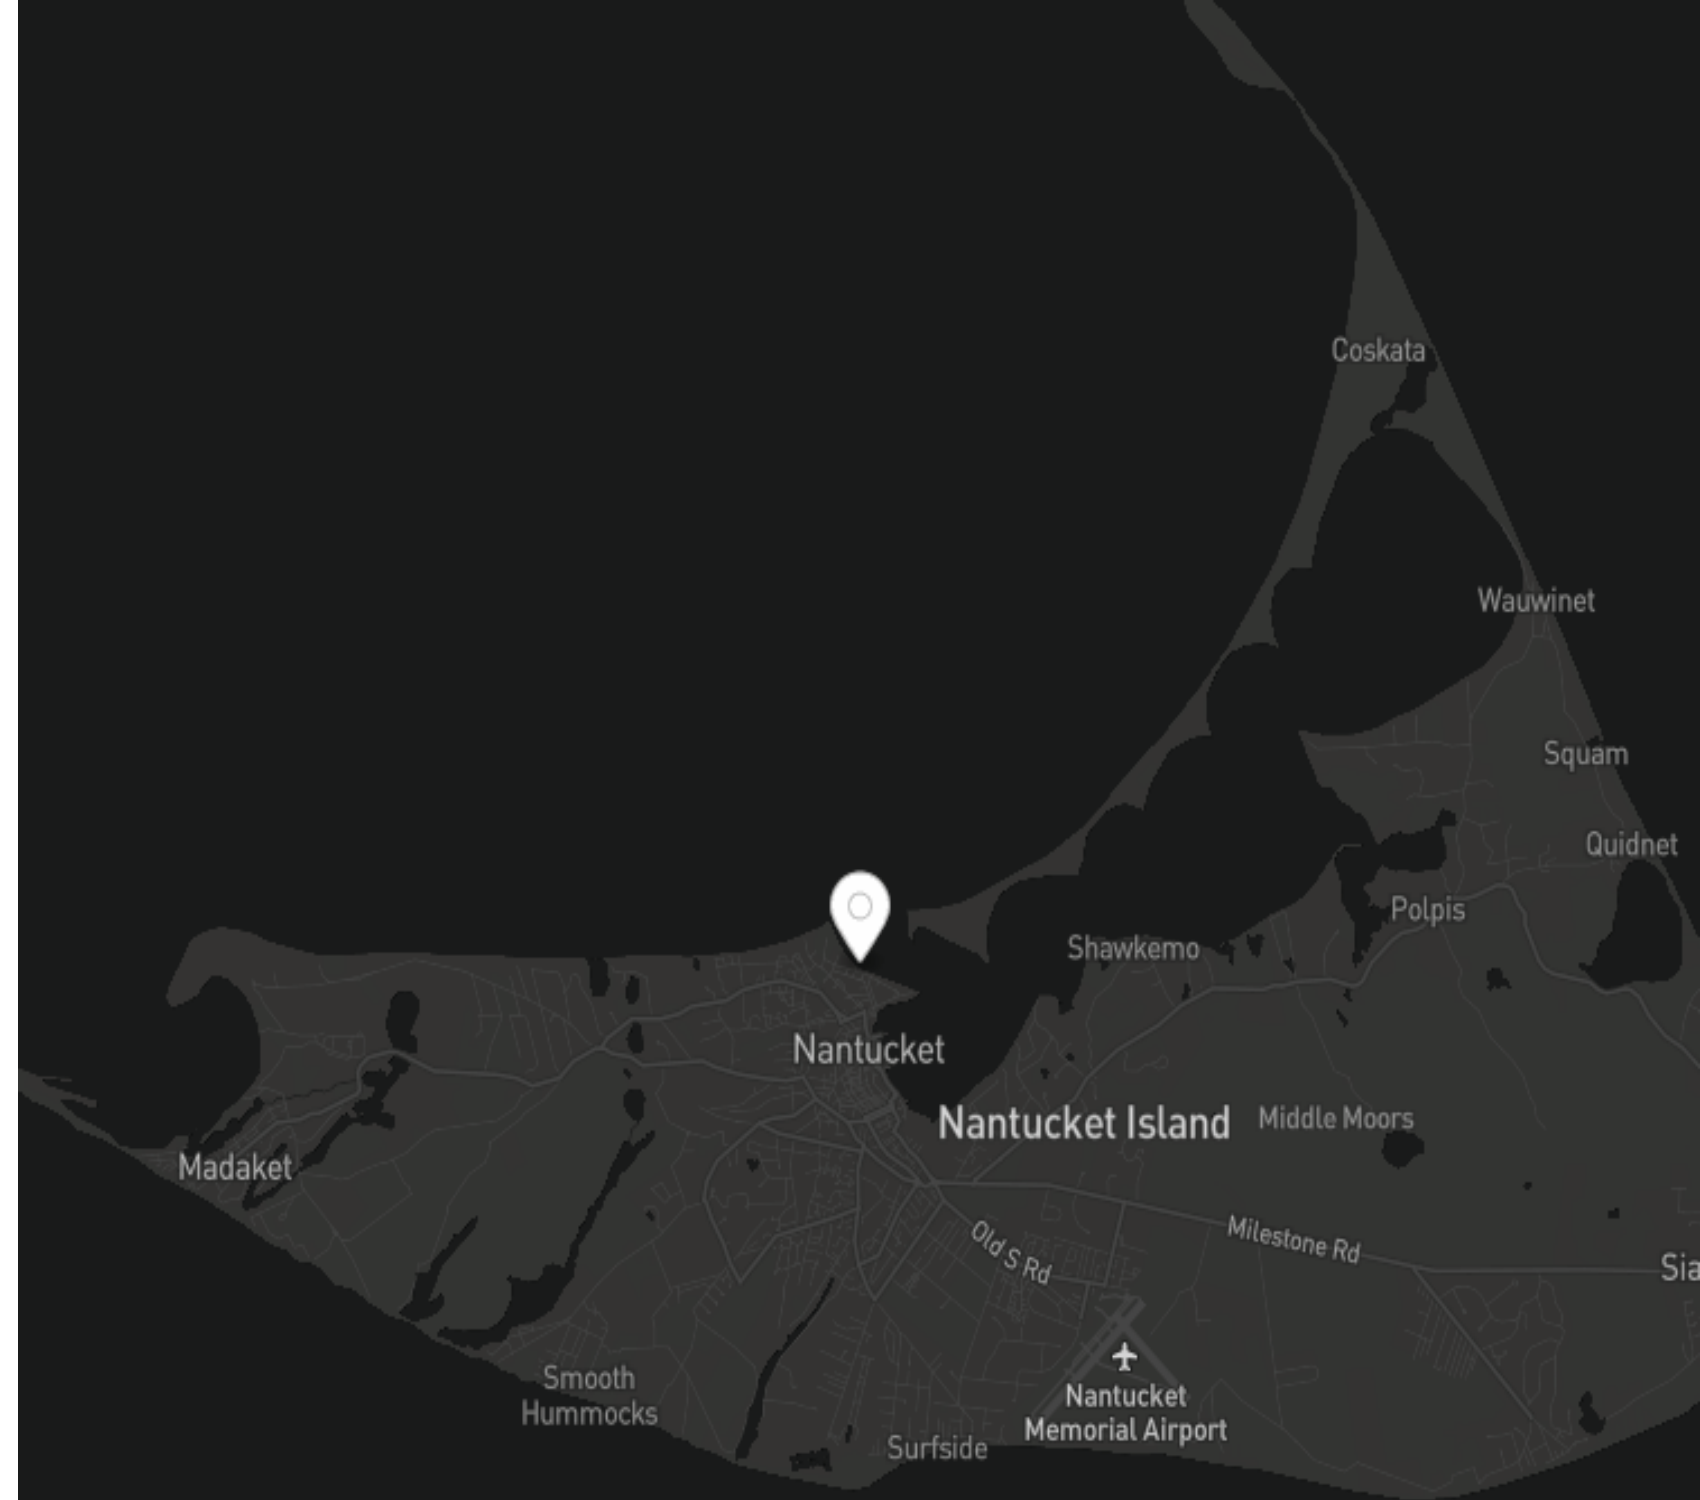 Coskata
Wauwinet
Squam
Quidnet
Polpis
Shawkemo
Nantucket
Nantucket Island
Middle Moors
Madaket
Milestone Rd
Old S Rd
Sia
Smooth
Hummocks
Nantucket
Memorial Airport
Surfside